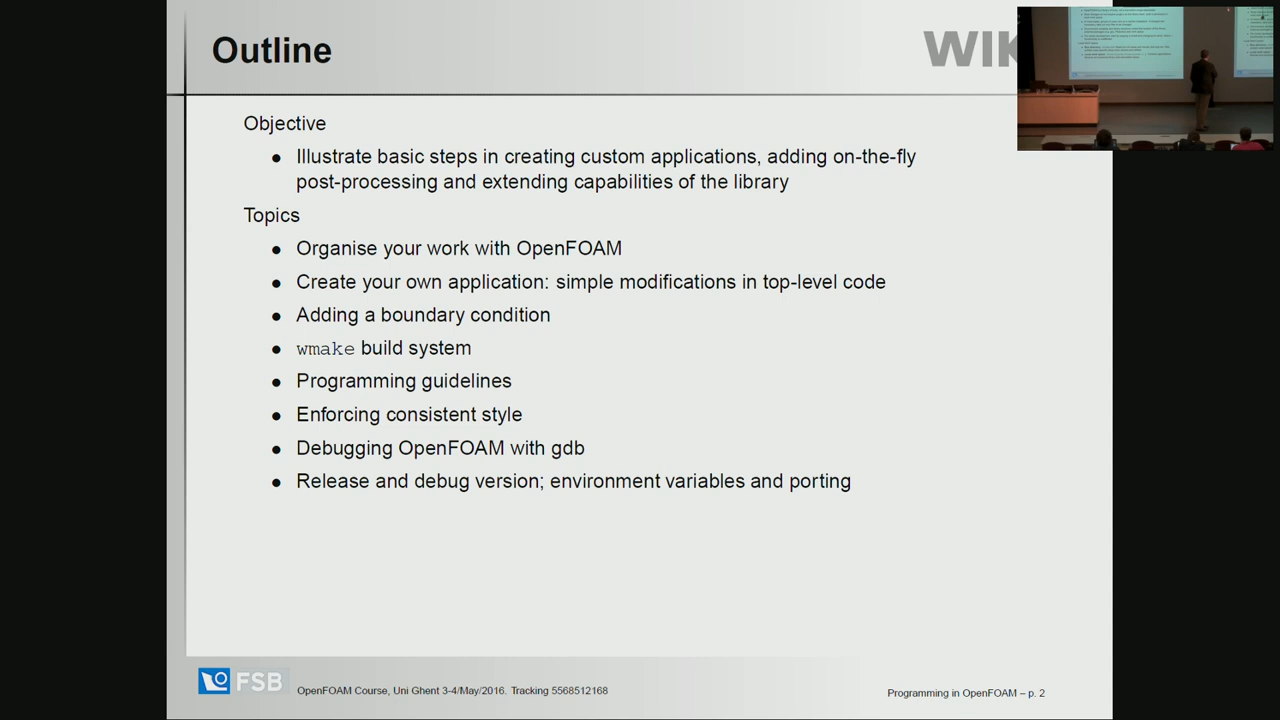 Outline
WIK
Objective
● Illustrate basic steps in creating custom applications, adding on-the-fly
post-processing and extending capabilities of the library
Topics
● Organise your work with OpenFOAM
● Create your own application: simple modifications in top-level code
● Adding a boundary condition
● wmake build system
● Programming guidelines
● Enforcing consistent style
● Debugging OpenFOAM with gdb
● Release and debug version; environment variables and porting
FSB
OpenFOAM Course, Uni Ghent 3-4/May/2016. Tracking 5568512168
Programming in OpenFOAM – p. 2